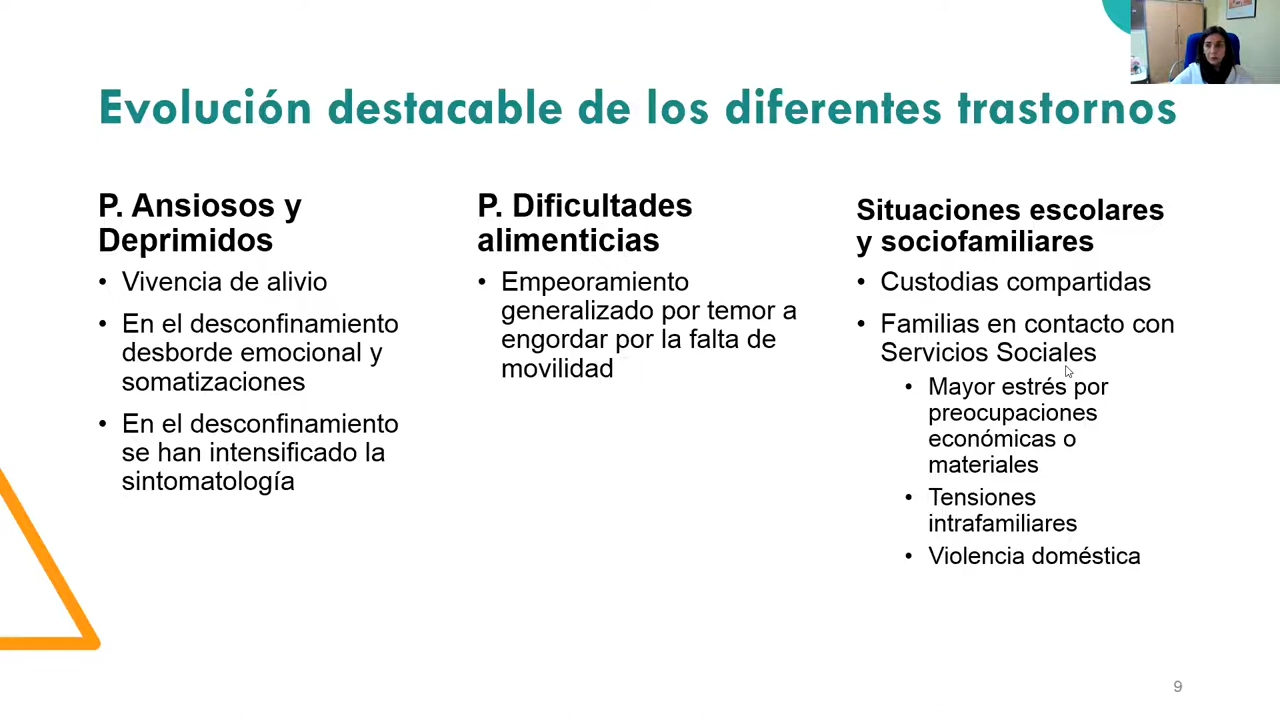 Evolución destacable de los diferentes trastornos
P. Ansiosos y
Deprimidos
• Vivencia de alivio
• En el desconfinamiento
desborde emocional y
somatizaciones
• En el desconfinamiento
se han intensificado la
sintomatología
P. Dificultades
alimenticias
• Empeoramiento
generalizado por temor a
engordar por la falta de
movilidad
Situaciones escolares
y sociofamiliares
• Custodias compartidas
• Familias en contacto con
Servicios Sociales
• Mayor estrés por
preocupaciones
económicas o
materiales
• Tensiones
intrafamiliares
• Violencia doméstica
9